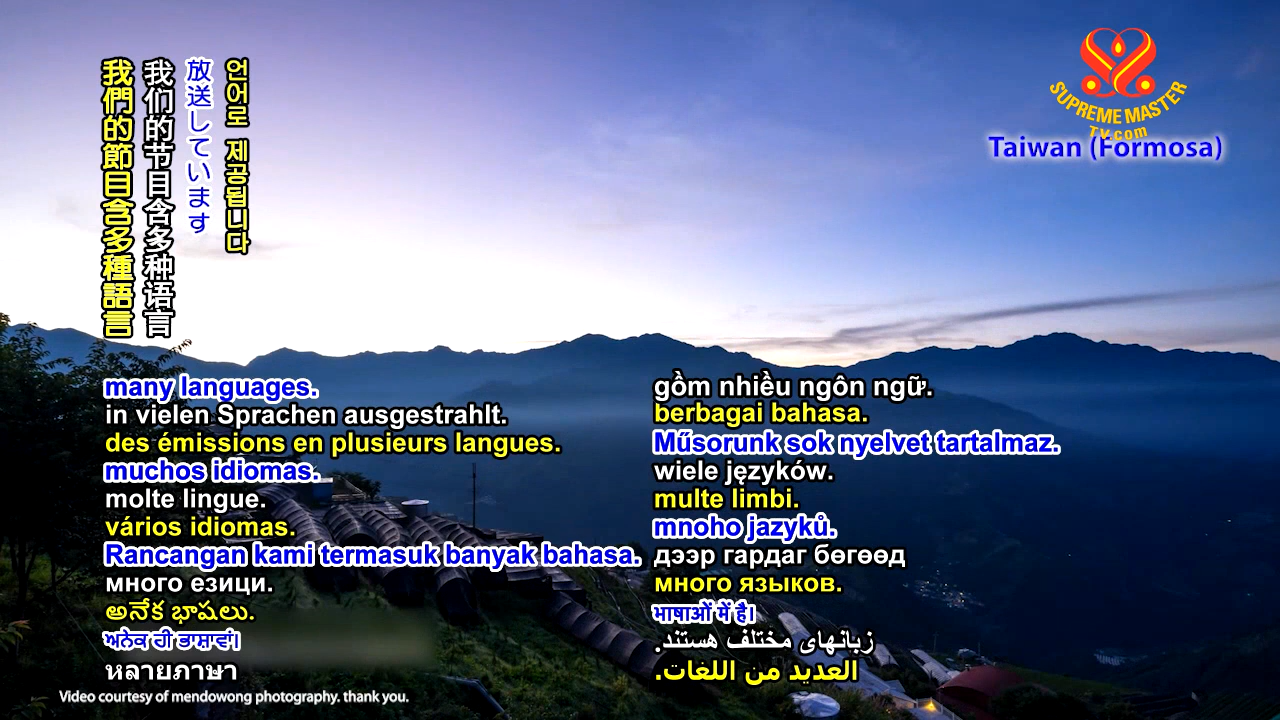 我們的節目含多種語言
我们的节目含多种语言
放送しています
언어로 제공됩니다
SUPREME MASTER
TV.com
Taiwan (Formosa)
many languages.
in vielen Sprachen ausgestrahlt.
des émissions en plusieurs langues.
muchos idiomas.
molte lingue.
vários idiomas.
Rancangan kami termasuk banyak bahasa.
много езици.
అనేక భాషలు.
ਅਨੇਕ ਹੀ ਭਾਸ਼ਾਵਾਂ।
หลายภาษา
gồm nhiều ngôn ngữ.
berbagai bahasa.
Műsorunk sok nyelvet tartalmaz.
wiele języków.
multe limbi.
mnoho jazyků.
дээр гардаг бөгөөд
много языков.
भाषाओं में है।
زبانهای مختلف هستند.
العديد من اللغات.
Video courtesy of mendowong photography. thank you.